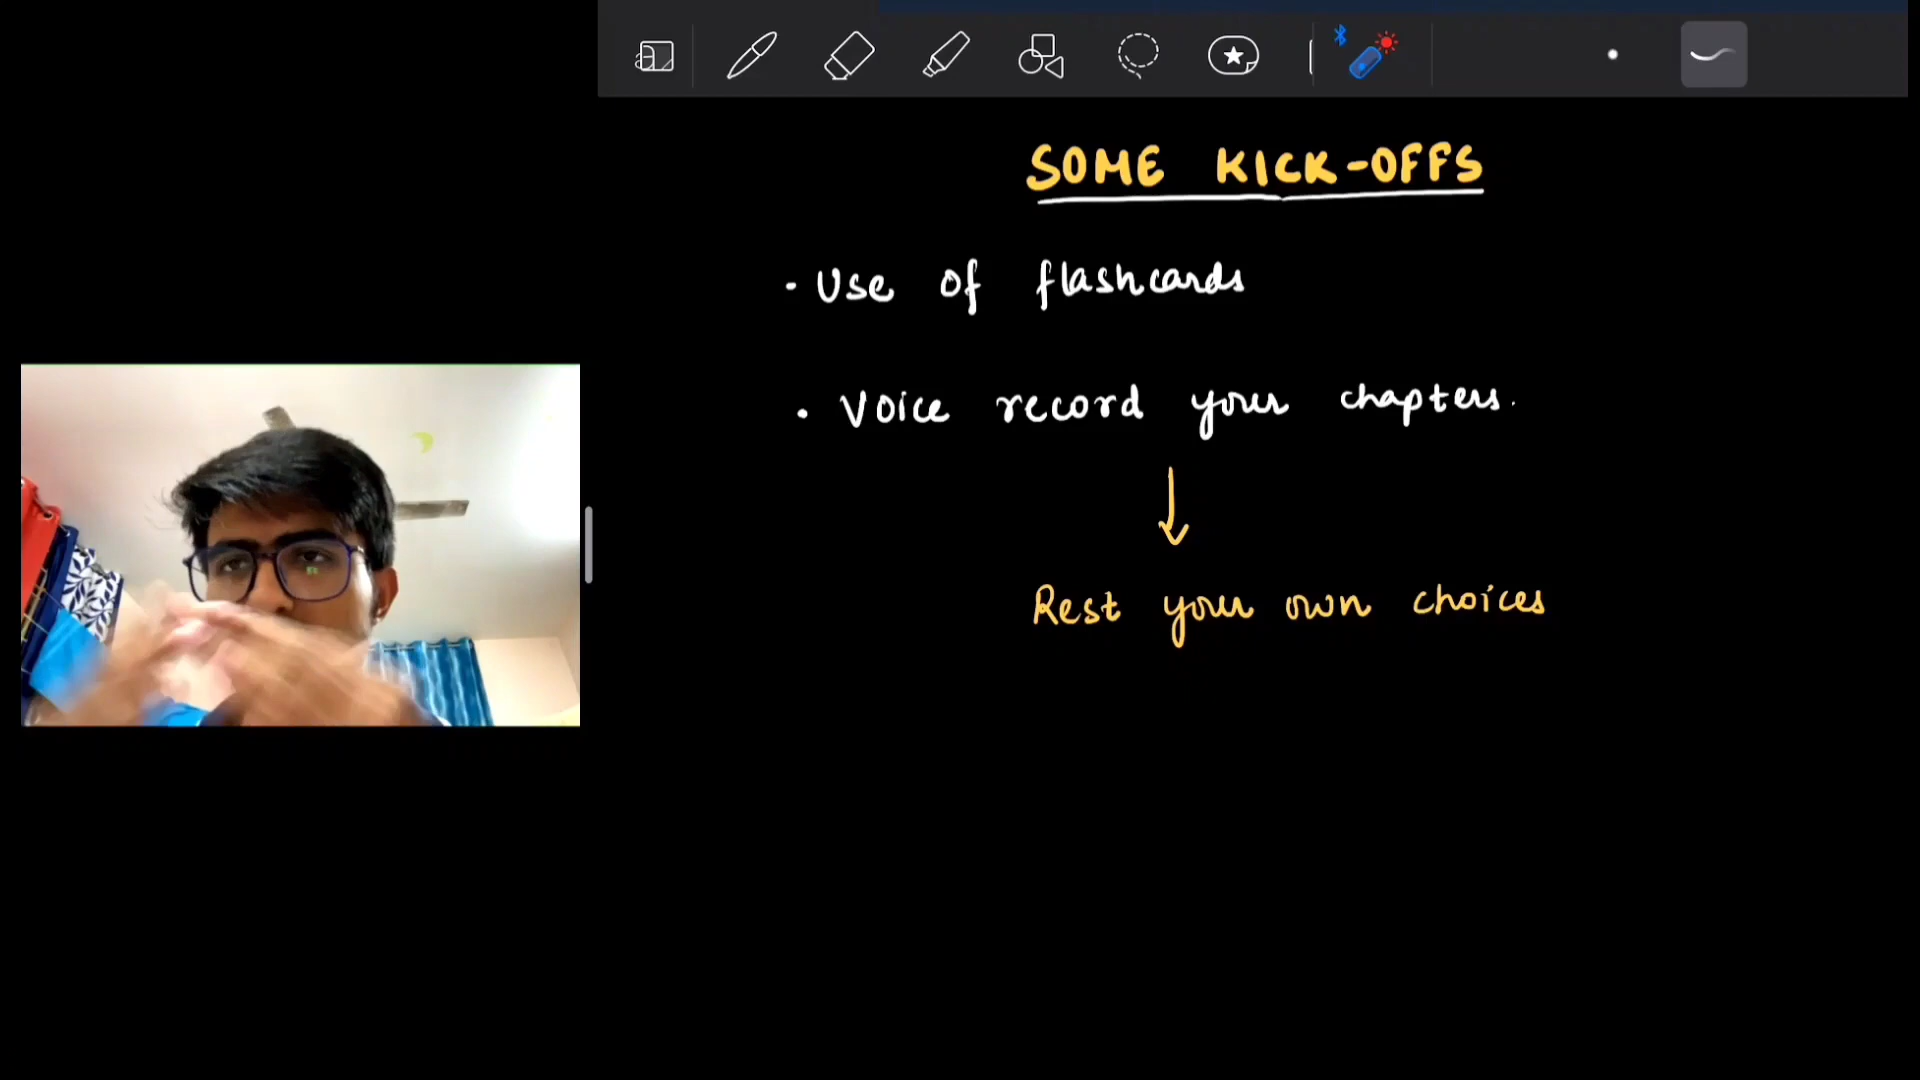 SOME KICK-OFFS
• Use of flashcards
• Voice record your chapters.
↓
Rest your own choices